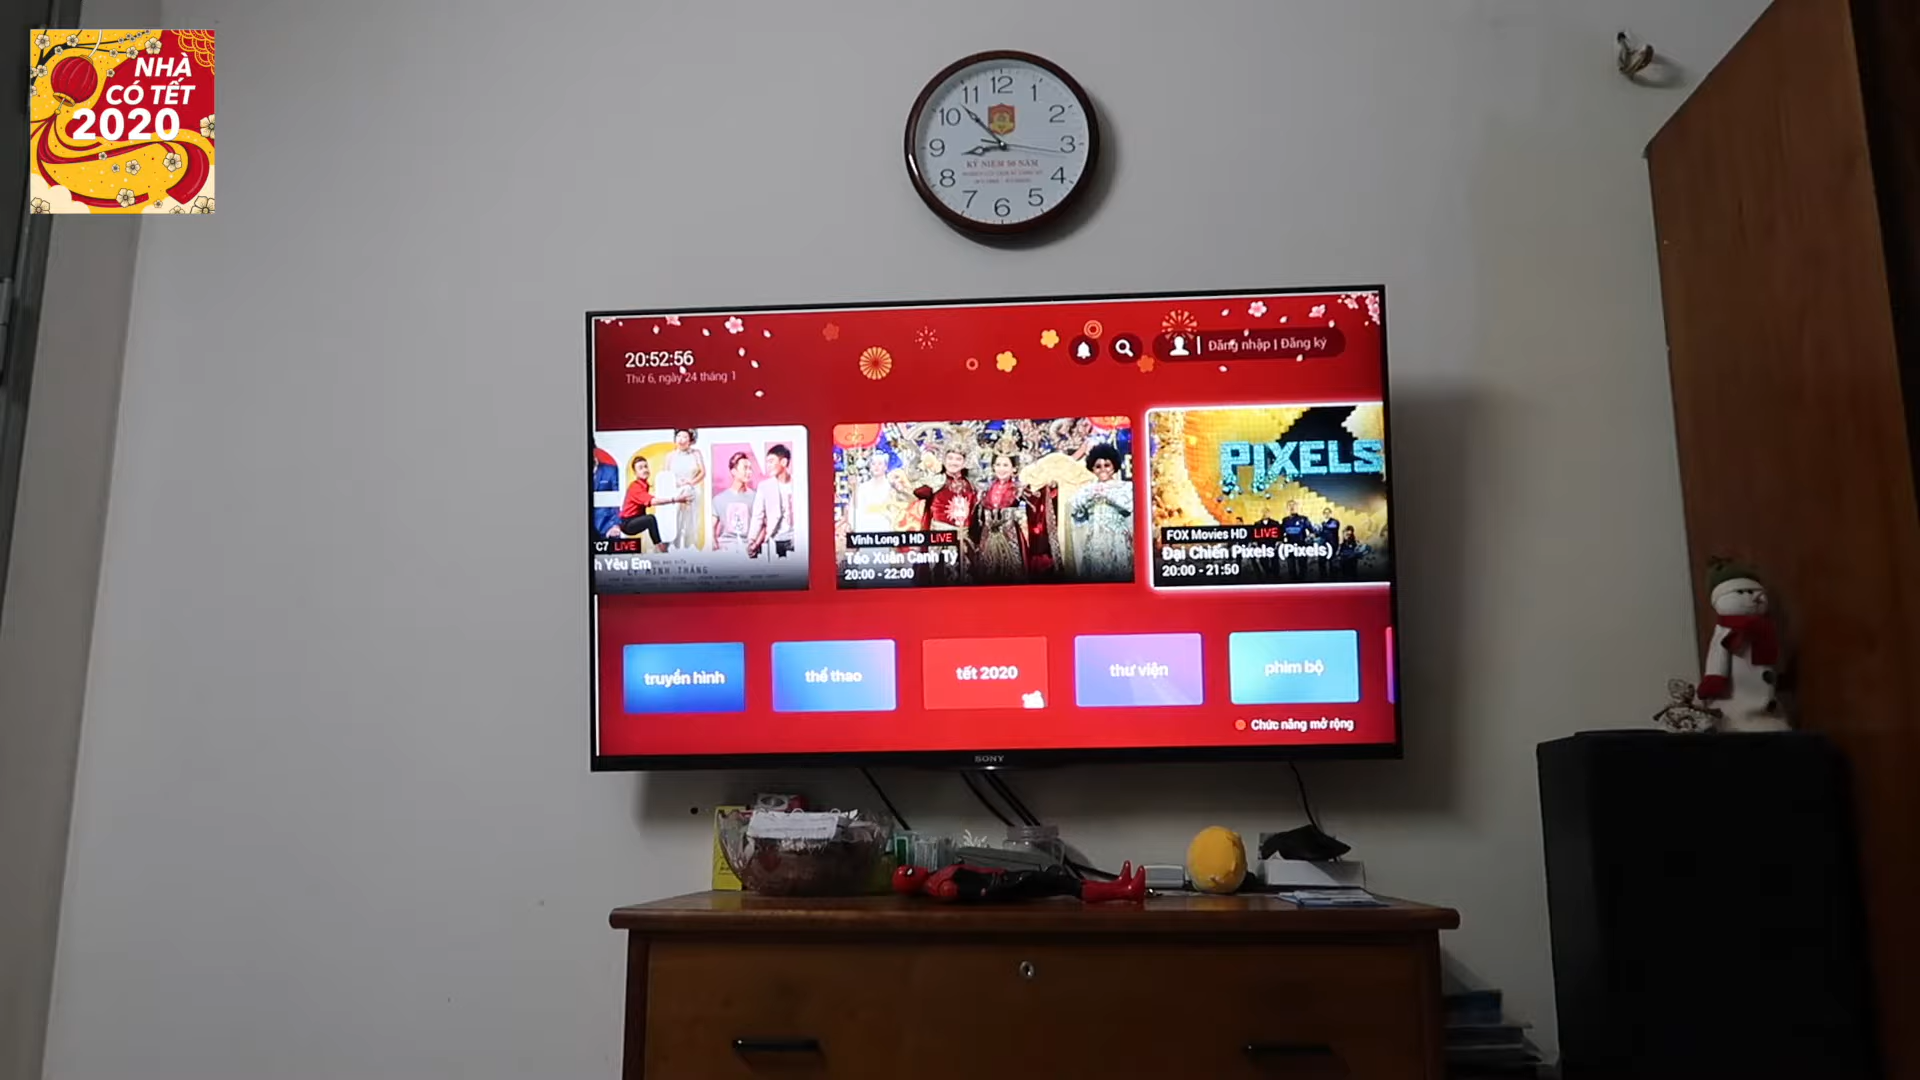 NHÀ
CÓ TẾT
2020
12
11
1
10
2
9
3
8
4
7
5
6
KỶ NIỆM 50 NĂM
20:52:56
Thứ 6, ngày 24 tháng 1
Đăng nhập | Đăng ký
LIVE
h Yêu Em
LÝ MINH THẮNG
Vĩnh Long 1 HD LIVE
Táo Xuân Canh Tý
20:00 - 22:00
PIXELS
FOX Movies HD LIVE
Đại Chiến Pixels (Pixels)
20:00 - 21:50
truyền hình
thể thao
tết 2020
thư viện
phim bộ
Chức năng mở rộng
SONY